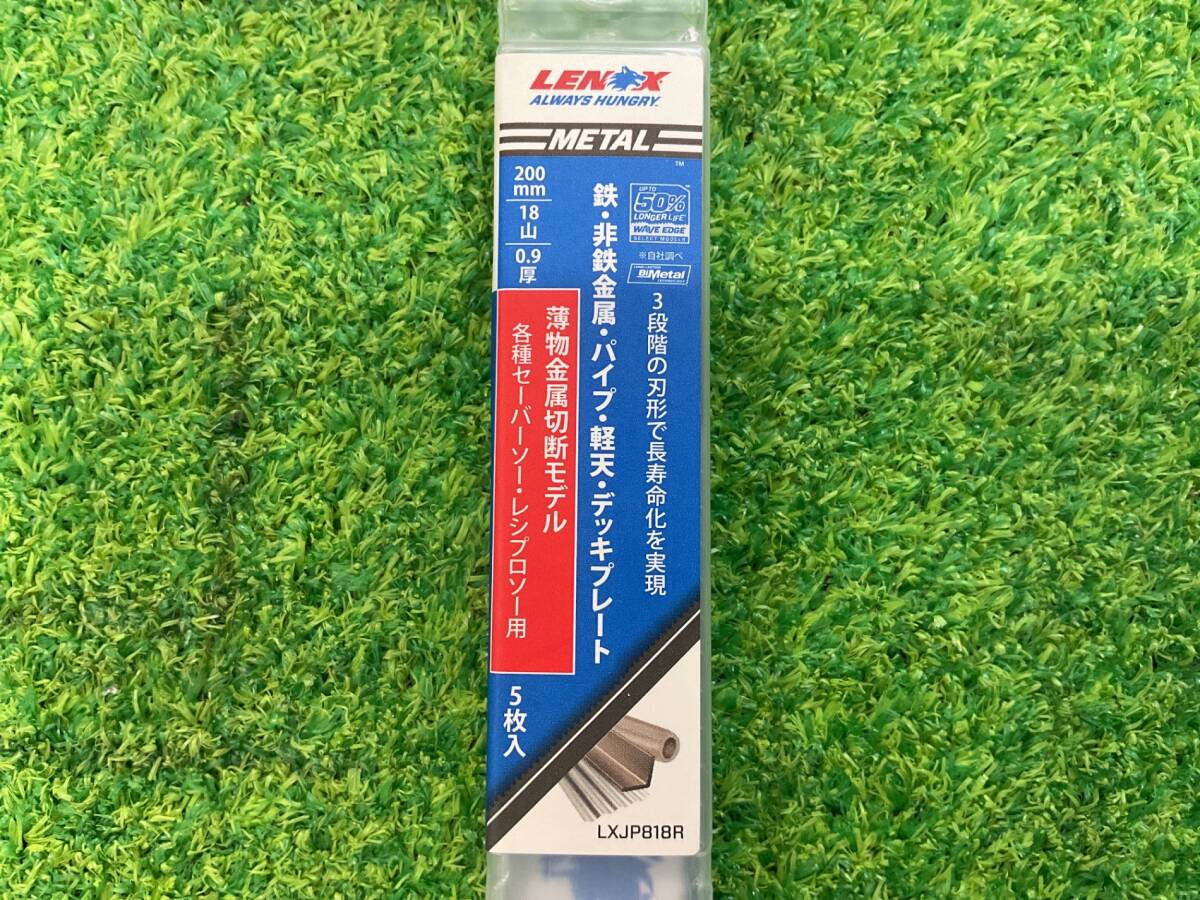 LENOX
ALWAYS HUNGRY.
METAL
™
200
mm
18
山
0.9
厚
UP TO
50%
LONGER LIFE
WAVE EDGE
SELECT MODELS
※自社調べ
BiMetal
3段階の刃形で長寿命化を実現
鉄・非鉄金属・パイプ・軽天・デッキプレート
薄物金属切断モデル
各種セーバーソー・レシプロソー用
5枚入
LXJP818R